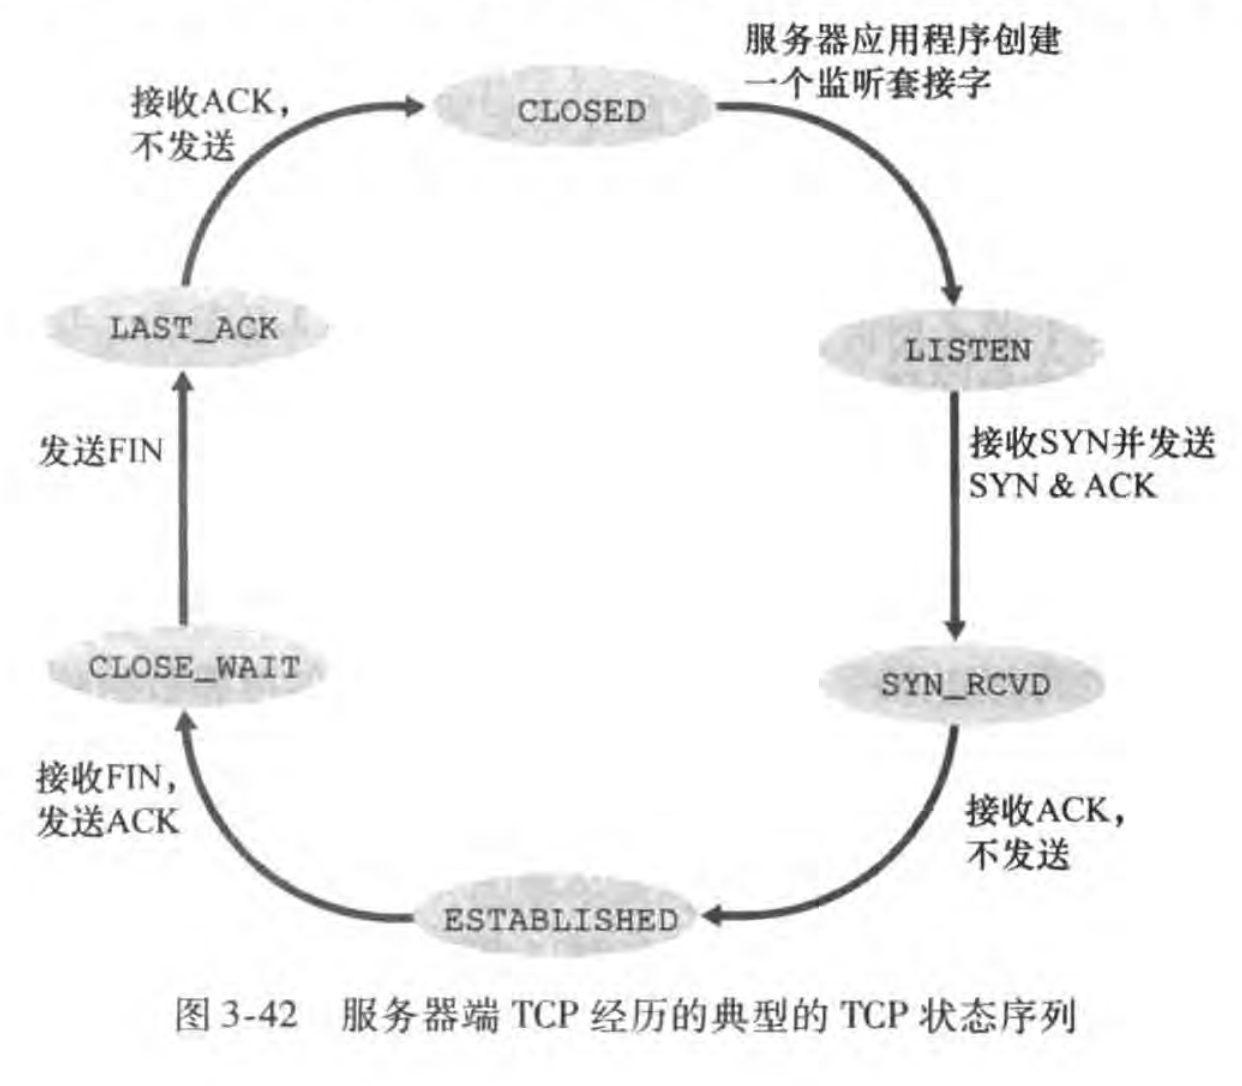 服务器应用程序创建
一个监听套接字
接收ACK,
不发送
CLOSED
LAST_ACK
LISTEN
发送FIN
接收SYN并发送
SYN & ACK
CLOSE_WAIT
SYN_RCVD
接收FIN,
发送ACK
接收ACK,
不发送
ESTABLISHED
图 3-42 服务器端 TCP 经历的典型的 TCP 状态序列